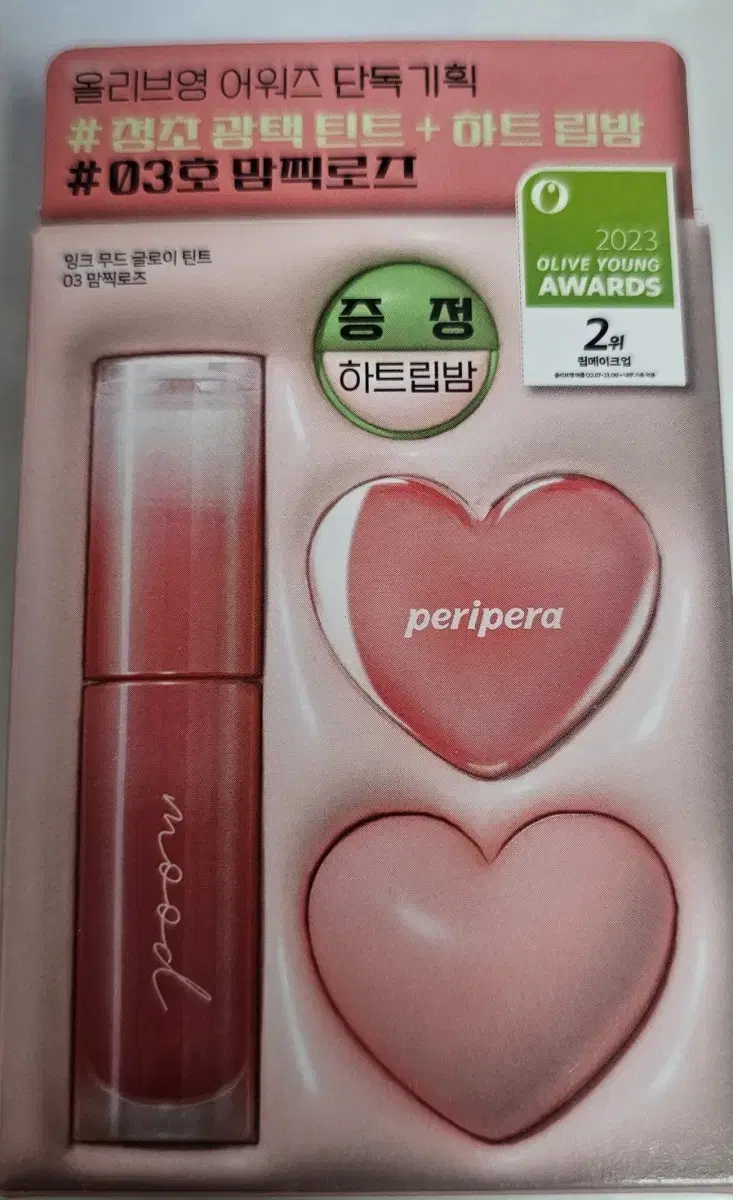 올리브영 어워즈 단독기획
# 청초 광택 틴트 + 하트 립밤
# 03호 맘찍로즈
잉크 무드 글로이 틴트
03 맘찍로즈
증 정
하트립밤
2023
OLIVE YOUNG
AWARDS
2위
립메이크업
peripera
mood